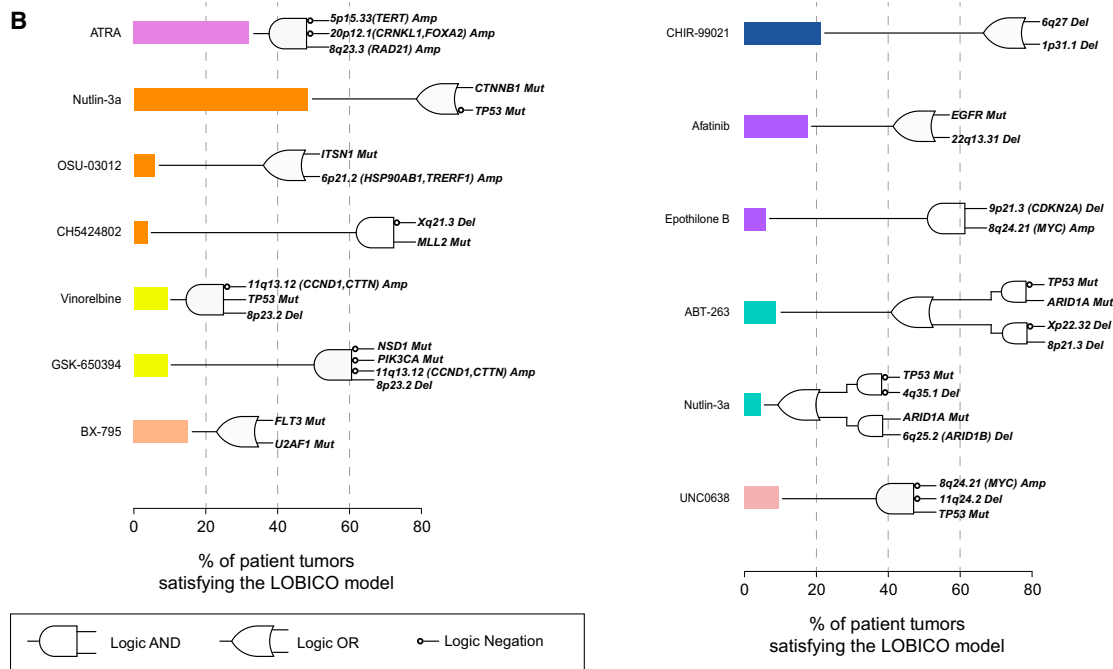 B
ATRA
5p15.33(TERT) Amp
20p12.1(CRNKL1,FOXA2) Amp
8q23.3 (RAD21) Amp
Nutlin-3a
CTNNB1 Mut
TP53 Mut
OSU-03012
ITSN1 Mut
6p21.2 (HSP90AB1,TRERF1) Amp
CH5424802
Xq21.3 Del
MLL2 Mut
Vinorelbine
11q13.12 (CCND1,CTTN) Amp
TP53 Mut
8p23.2 Del
GSK-650394
NSD1 Mut
PIK3CA Mut
11q13.12 (CCND1,CTTN) Amp
8p23.2 Del
BX-795
FLT3 Mut
U2AF1 Mut
0 20 40 60 80
% of patient tumors
satisfying the LOBICO model
Logic AND
Logic OR
Logic Negation
CHIR-99021
6q27 Del
1p31.1 Del
Afatinib
EGFR Mut
22q13.31 Del
Epothilone B
9p21.3 (CDKN2A) Del
8q24.21 (MYC) Amp
ABT-263
TP53 Mut
ARID1A Mut
Xp22.32 Del
8p21.3 Del
Nutlin-3a
TP53 Mut
4q35.1 Del
ARID1A Mut
6q25.2 (ARID1B) Del
UNC0638
8q24.21 (MYC) Amp
11q24.2 Del
TP53 Mut
0 20 40 60 80
% of patient tumors
satisfying the LOBICO model